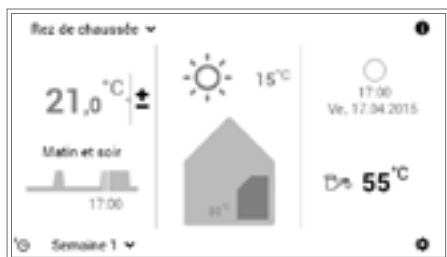 Rez de chaussée
21,0 °C ±
Matin et soir
17:00
Semaine 1
15 °C
17:00
Ve, 17.04.2015
55 °C